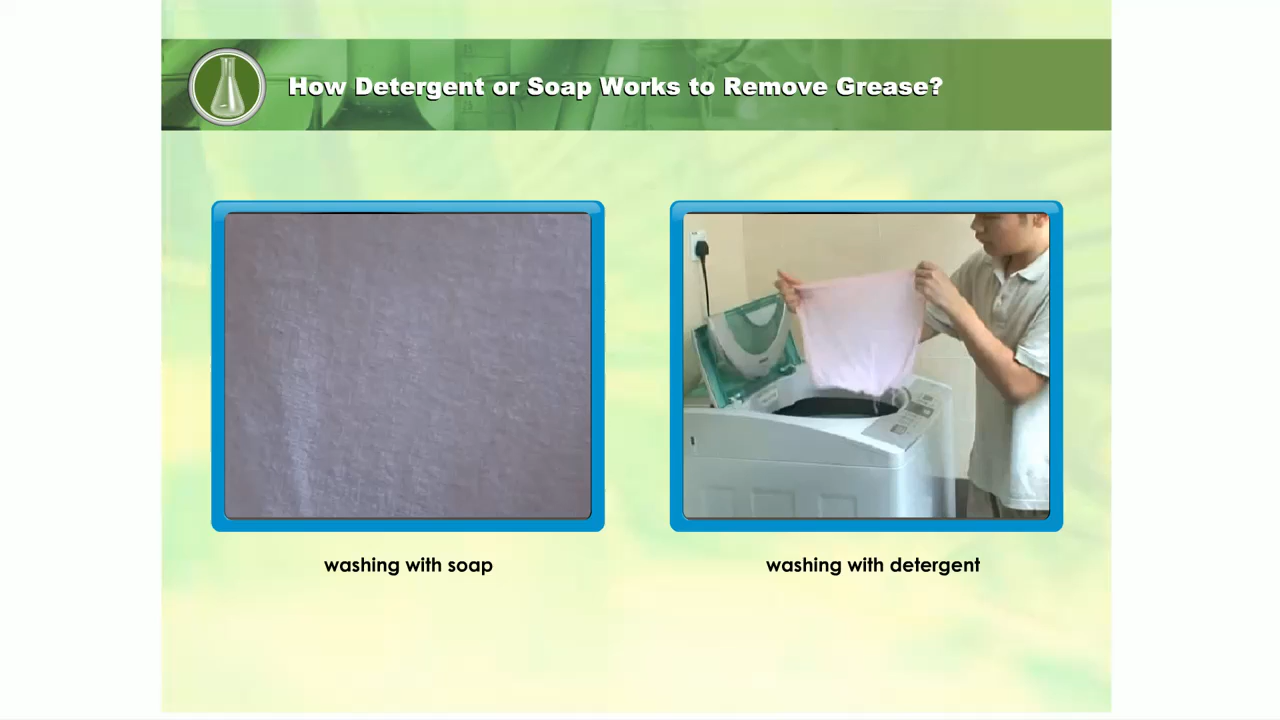 How Detergent or Soap Works to Remove Grease?
washing with soap
washing with detergent